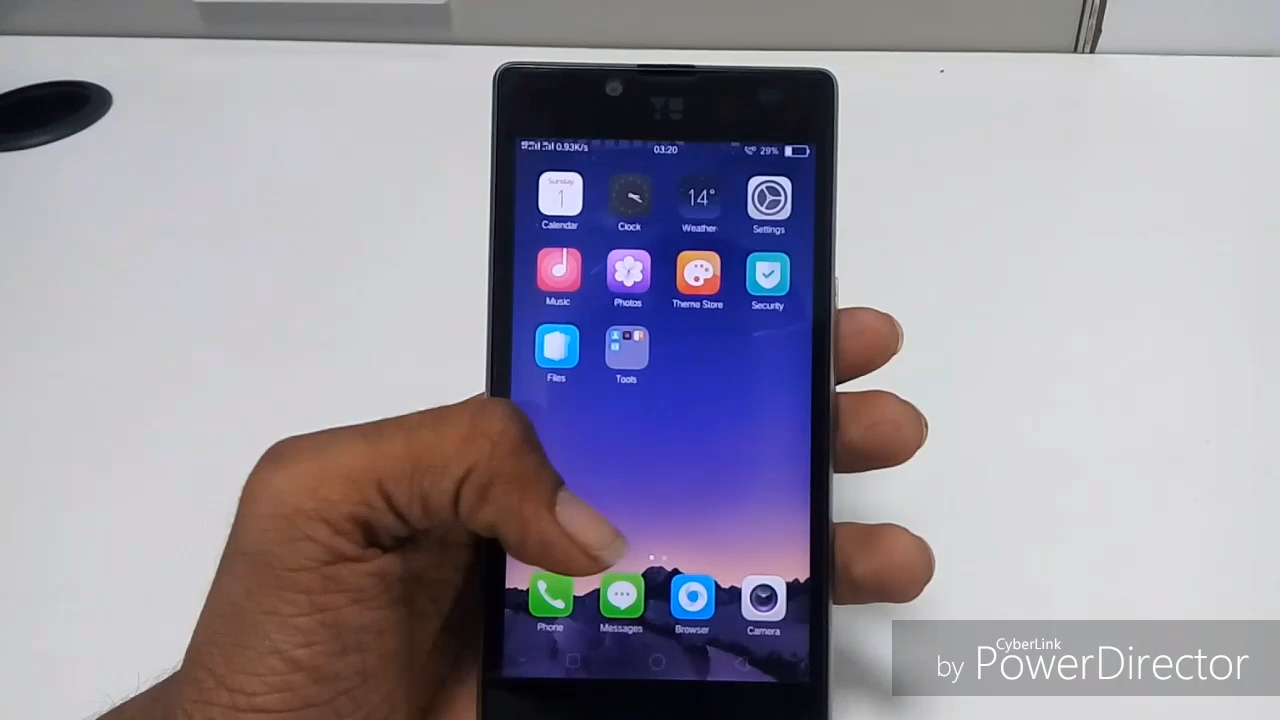 YU
0.93K/s
03:20
29%
Sunday
1
Calendar
Clock
14°
Weather
Settings
Music
Photos
Theme Store
Security
Files
Tools
Phone
Messages
Browser
Camera
CyberLink
by PowerDirector